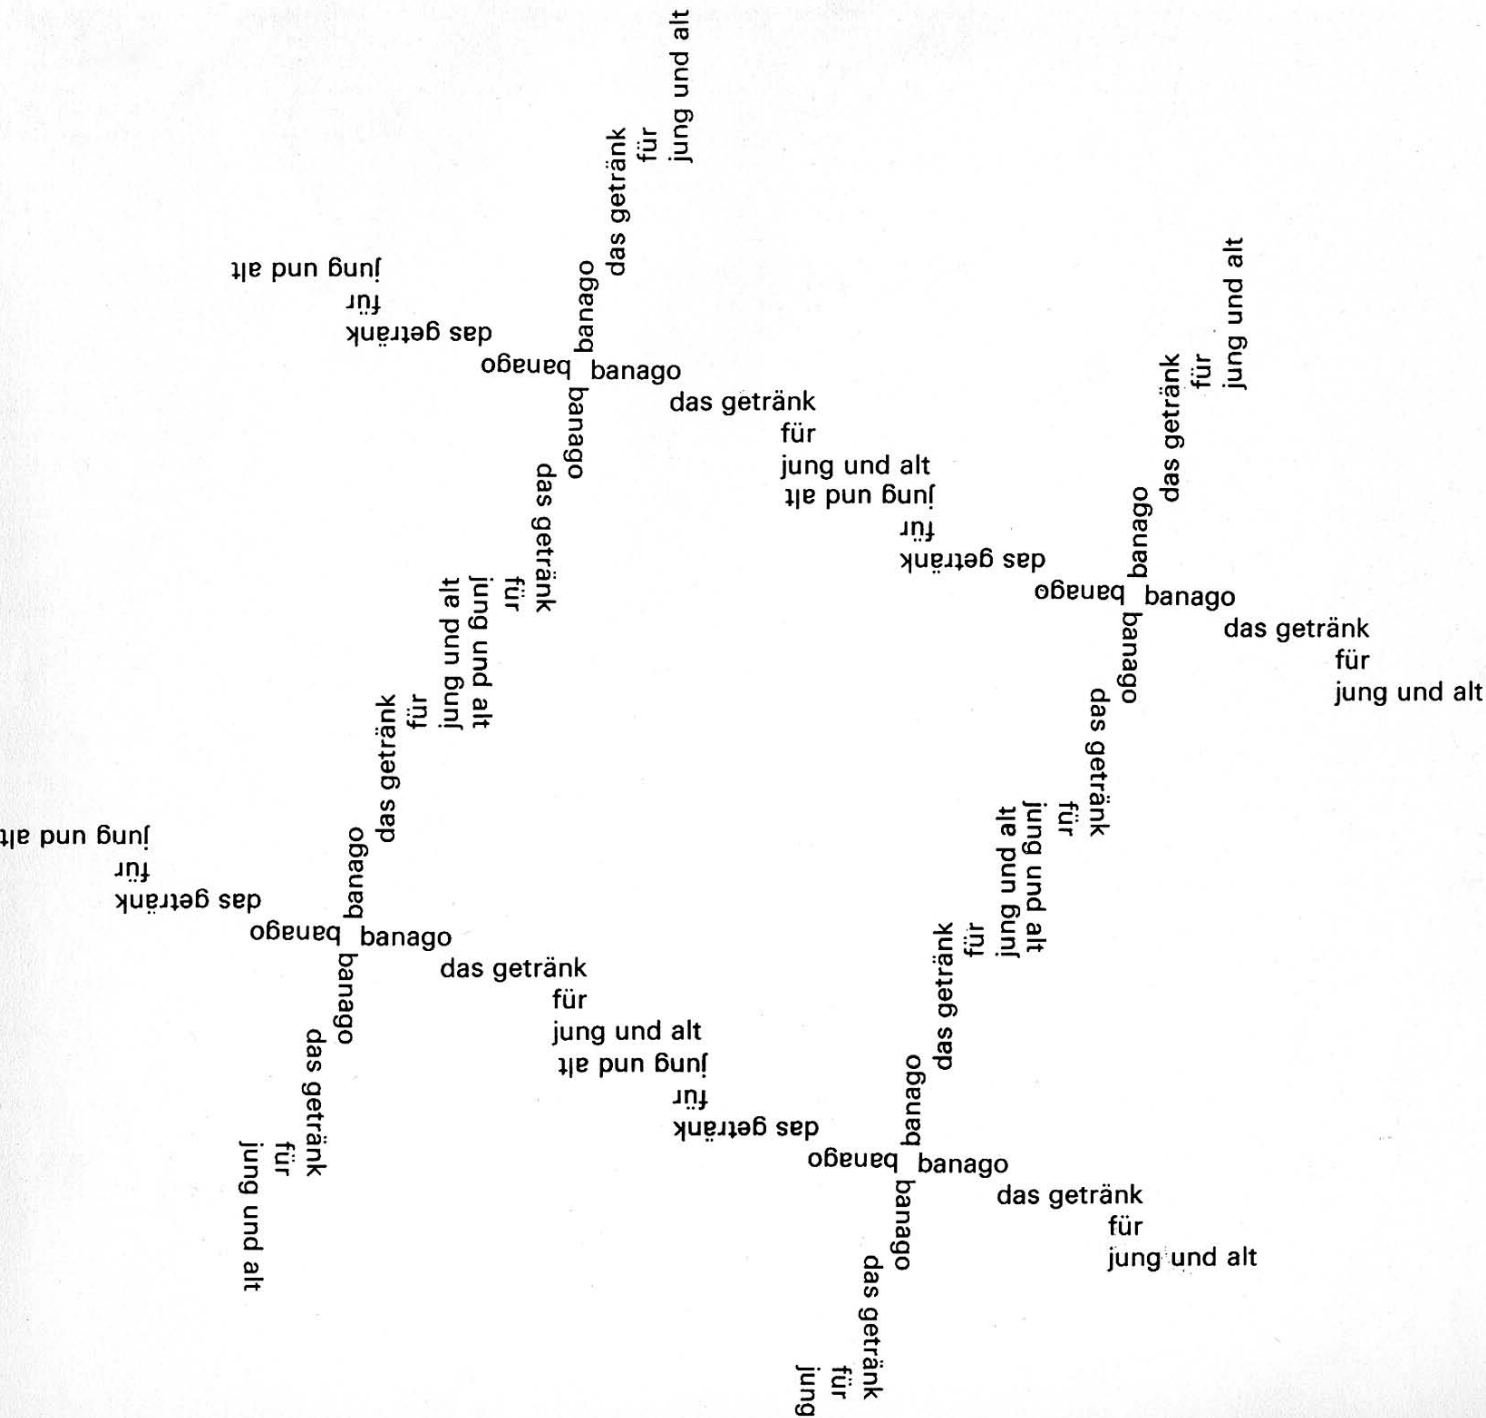 banago
das getränk
für
jung und alt
banago
das getränk
für
jung und alt
banago
das getränk
für
jung und alt
banago
das getränk
für
jung und alt
banago
das getränk
für
jung und alt
banago
das getränk
für
jung und alt
banago
das getränk
für
jung und alt
banago
das getränk
für
jung und alt
banago
das getränk
für
jung und alt
banago
das getränk
für
jung und alt
banago
das getränk
für
jung und alt
banago
das getränk
für
jung und alt
banago
das getränk
für
jung und alt
banago
das getränk
für
jung und alt
banago
das getränk
für
jung und alt
banago
das getränk
für
jung